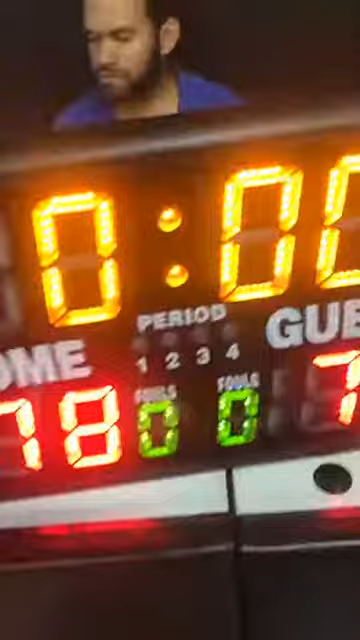 0:00
PERIOD
OME GUE
1 2 3 4
FOULS FOULS
78 0 0 7